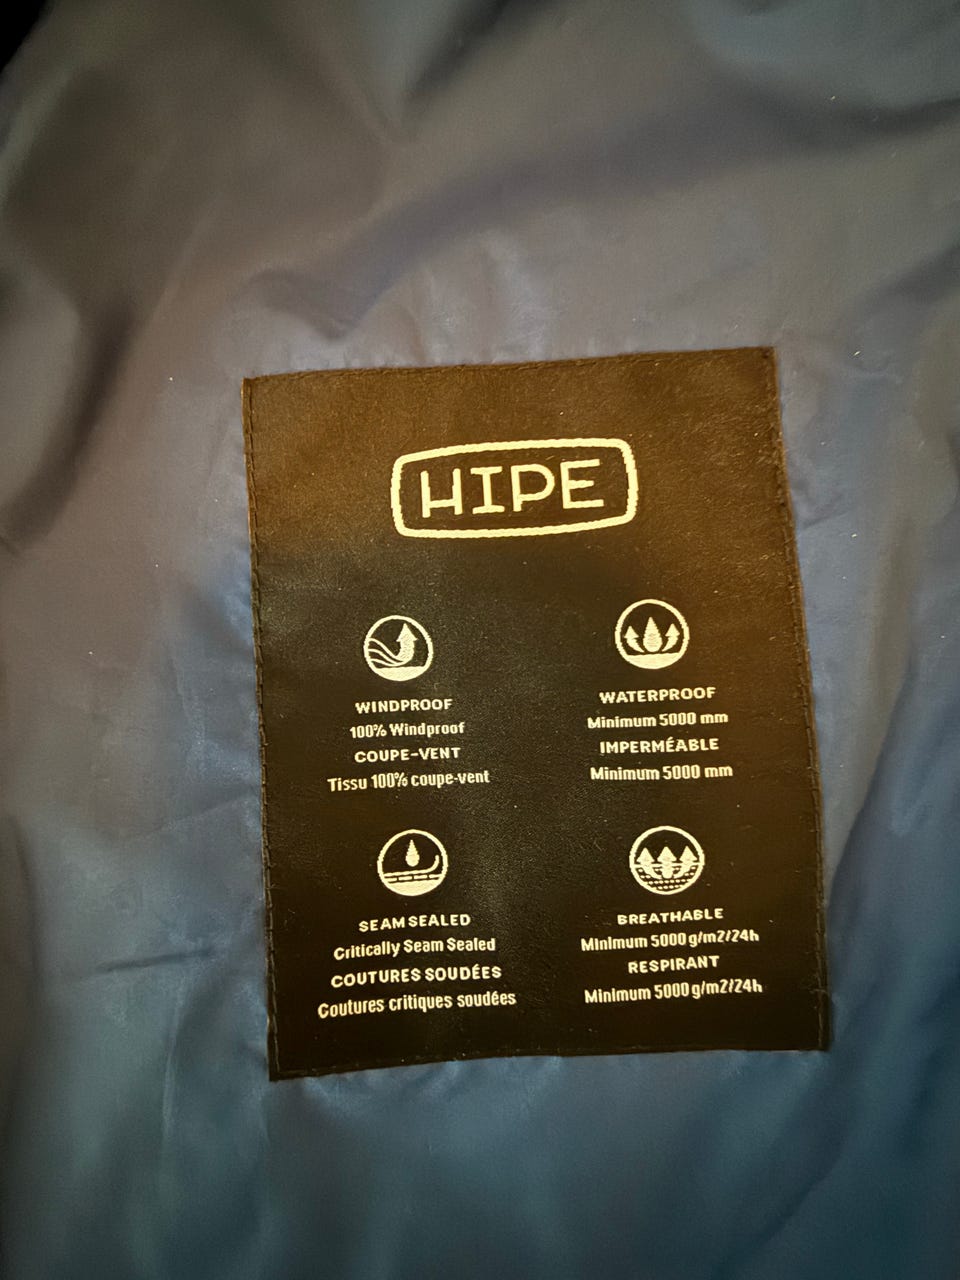 HIPE
WINDPROOF
100% Windproof
COUPE-VENT
Tissu 100% coupe-vent
WATERPROOF
Minimum 5000 mm
IMPERMÉABLE
Minimum 5000 mm
SEAM SEALED
Critically Seam Sealed
COUTURES SOUDÉES
Coutures critiques soudées
BREATHABLE
Minimum 5000 g/m2/24h
RESPIRANT
Minimum 5000 g/m2/24h